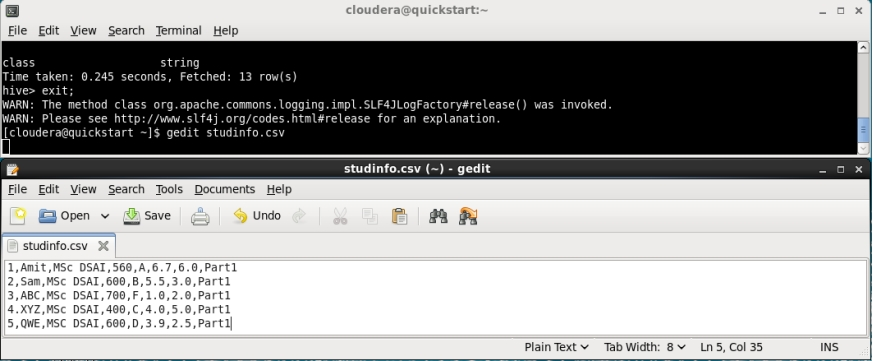 cloudera@quickstart:~
File Edit View Search Terminal Help
class string
Time taken: 0.245 seconds, Fetched: 13 row(s)
hive> exit;
WARN: The method class org.apache.commons.logging.impl.SLF4JLogFactory#release() was invoked.
WARN: Please see http://www.slf4j.org/codes.html#release for an explanation.
[cloudera@quickstart ~]$ gedit studinfo.csv
studinfo.csv (~) - gedit
File Edit View Search Tools Documents Help
Open Save Undo
studinfo.csv
1,Amit,MSc DSAI,560,A,6.7,6.0,Part1
2,Sam,MSc DSAI,600,B,5.5,3.0,Part1
3,ABC,MSc DSAI,700,F,1.0,2.0,Part1
4.XYZ,MSc DSAI,400,C,4.0,5.0,Part1
5,QWE,MSC DSAI,600,D,3.9,2.5,Part1
Plain Text Tab Width: 8 Ln 5, Col 35 INS